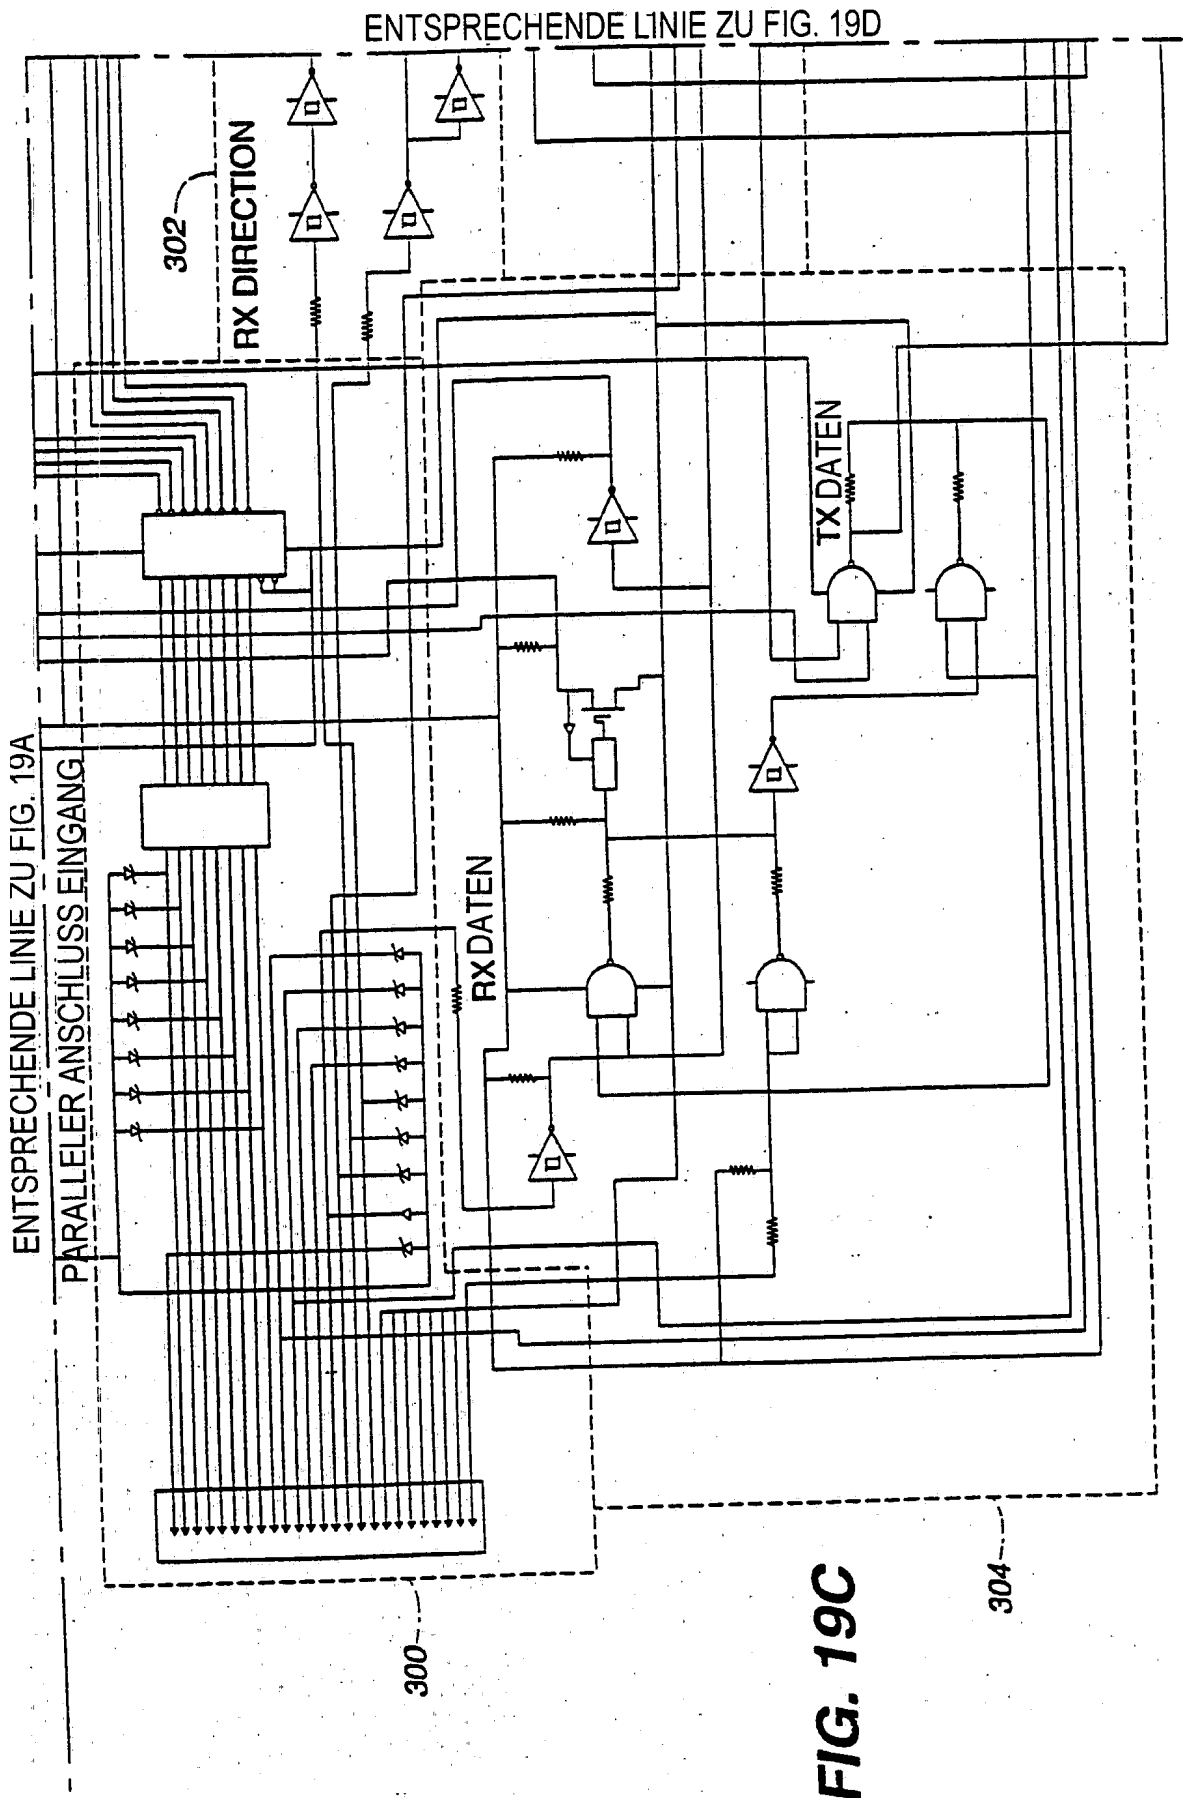 ENTSPRECHENDE LINIE ZU FIG. 19D
ENTSPRECHENDE LINIE ZU FIG. 19A
PARALLELER ANSCHLUSS EINGANG
302
RX DIRECTION
RX DATEN
TX DATEN
300
304
FIG. 19C